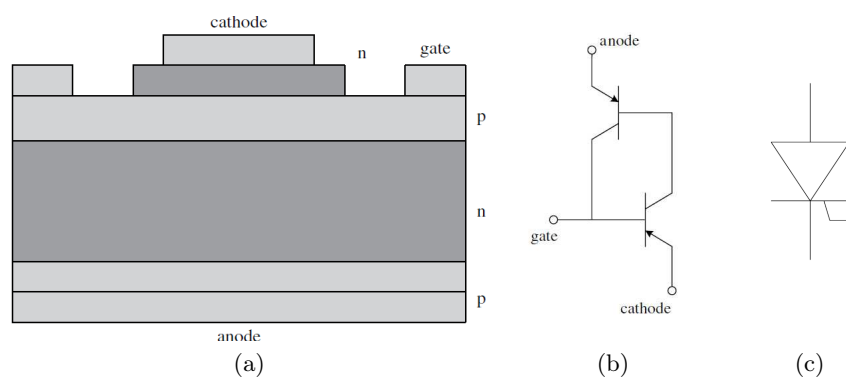 cathode
n
gate
p
n
p
anode
(a)
anode
gate
cathode
(b)
(c)